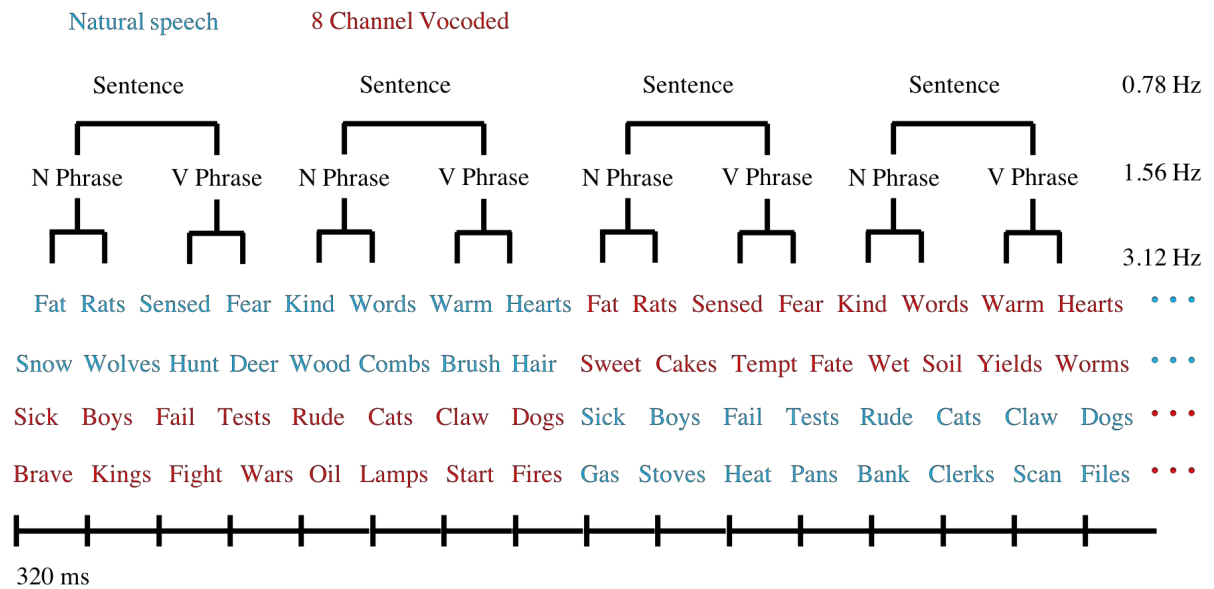 Natural speech 8 Channel Vocoded
Sentence Sentence Sentence Sentence 0.78 Hz
N Phrase V Phrase N Phrase V Phrase N Phrase V Phrase N Phrase V Phrase 1.56 Hz
3.12 Hz
Fat Rats Sensed Fear Kind Words Warm Hearts Fat Rats Sensed Fear Kind Words Warm Hearts • • •
Snow Wolves Hunt Deer Wood Combs Brush Hair Sweet Cakes Tempt Fate Wet Soil Yields Worms • • •
Sick Boys Fail Tests Rude Cats Claw Dogs Sick Boys Fail Tests Rude Cats Claw Dogs • • •
Brave Kings Fight Wars Oil Lamps Start Fires Gas Stoves Heat Pans Bank Clerks Scan Files • • •
320 ms